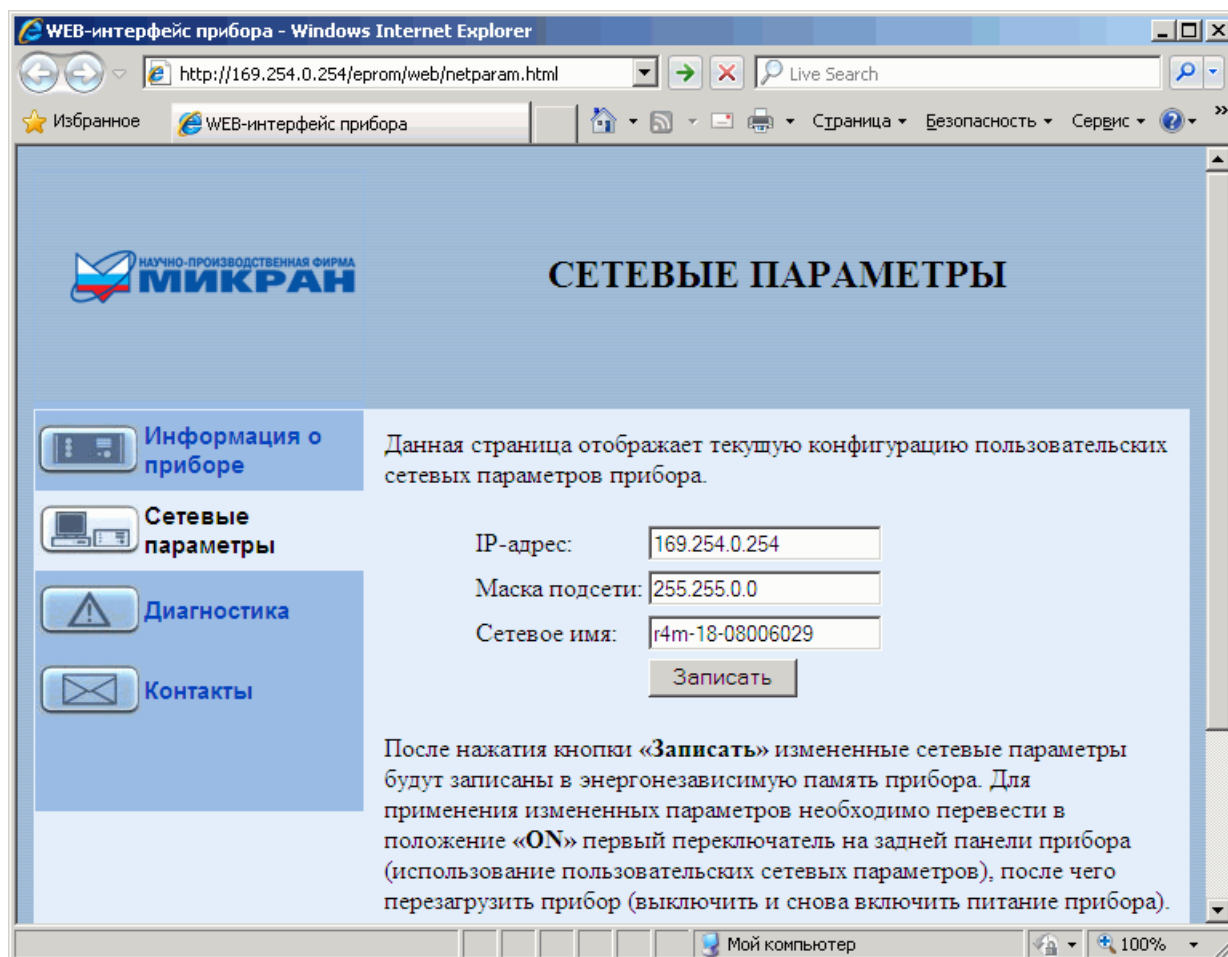 WEB-интерфейс прибора - Windows Internet Explorer
http://169.254.0.254/eprom/web/netparam.html
Live Search
Избранное
WEB-интерфейс прибора
Страница
Безопасность
Сервис
»
НАУЧНО-ПРОИЗВОДСТВЕННАЯ ФИРМА
МИКРАН
СЕТЕВЫЕ ПАРАМЕТРЫ
Информация о
приборе
Сетевые
параметры
Диагностика
Контакты
Данная страница отображает текущую конфигурацию пользовательских
сетевых параметров прибора.
IP-адрес: 169.254.0.254
Маска подсети: 255.255.0.0
Сетевое имя: r4m-18-08006029
Записать
После нажатия кнопки «Записать» измененные сетевые параметры
будут записаны в энергонезависимую память прибора. Для
применения измененных параметров необходимо перевести в
положение «ON» первый переключатель на задней панели прибора
(использование пользовательских сетевых параметров), после чего
перезагрузить прибор (выключить и снова включить питание прибора).
Мой компьютер
100%